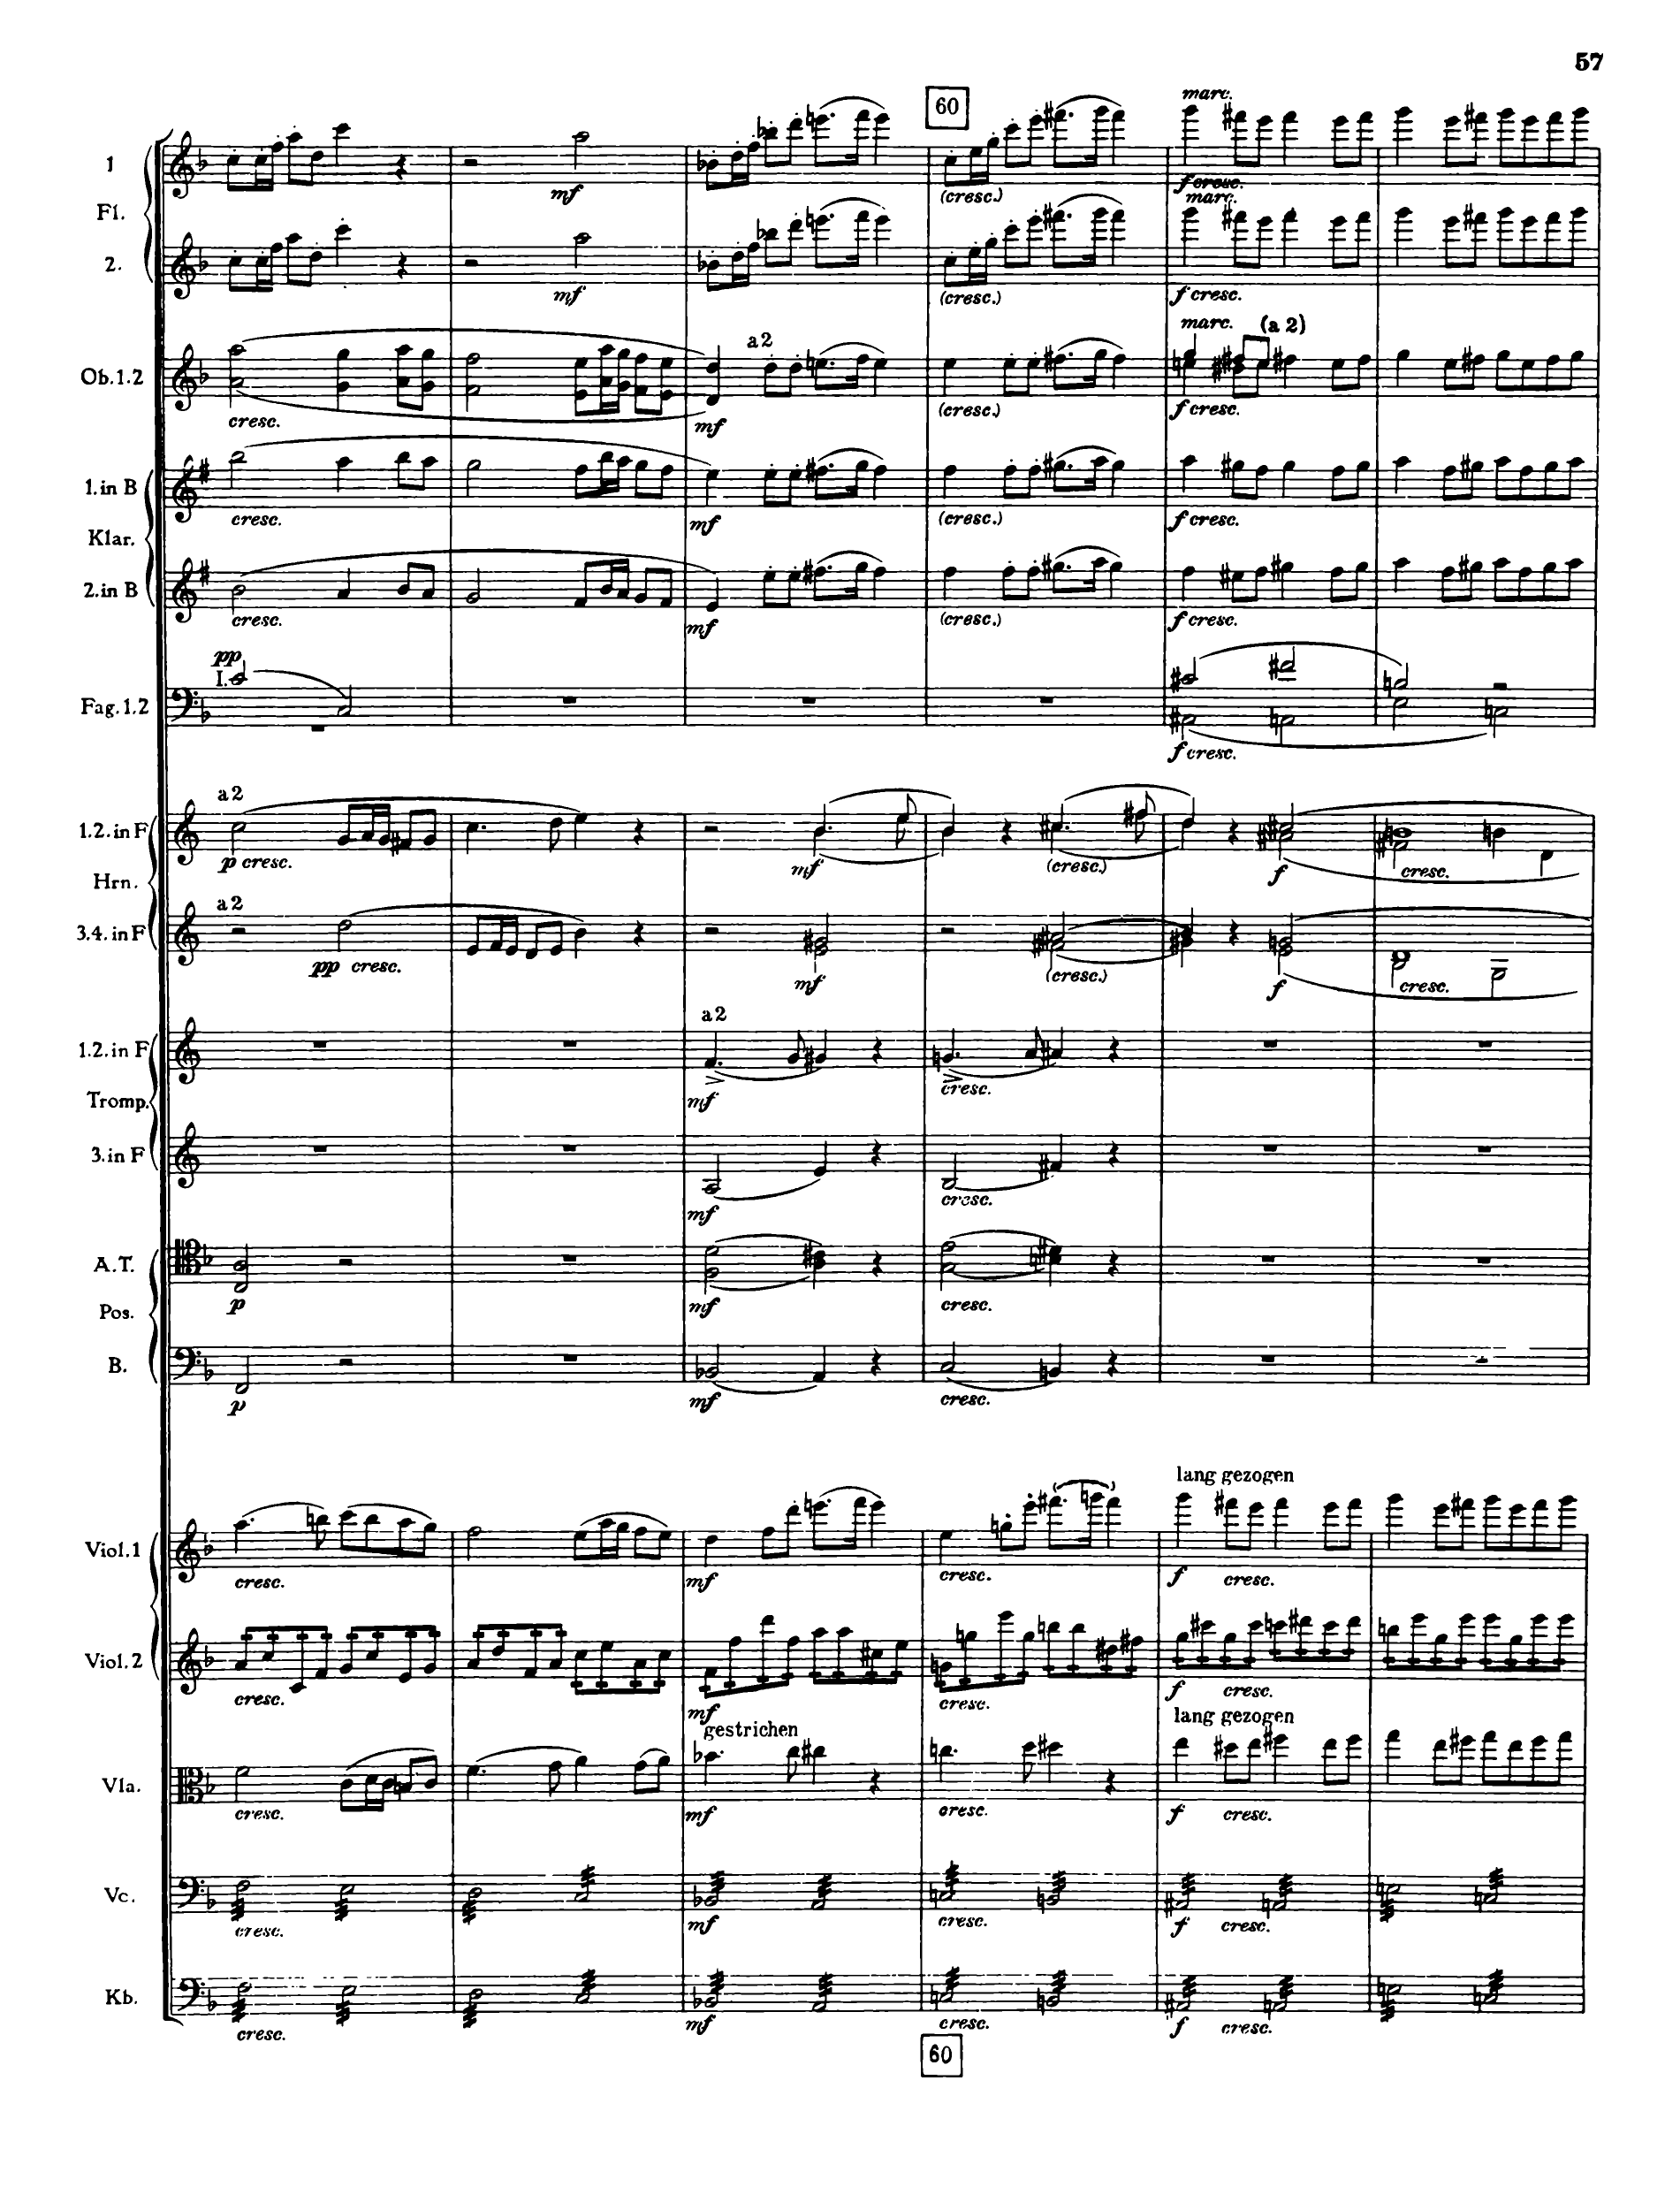 57
60
marc.
1
mf
(cresc.)
f cresc.
Fl.
marc.
2.
mf
(cresc.)
f cresc.
marc. (a 2)
a 2
Ob. 1.2
cresc.
mf
(cresc.)
f cresc.
1. in B
cresc.
mf
(cresc.)
f cresc.
Klar.
2. in B
cresc.
mf
(cresc.)
f cresc.
pp
I.
Fag. 1.2
f cresc.
a 2
1.2. in F
p cresc.
mf
(cresc.)
f
cresc.
Hrn.
a 2
3.4. in F
pp cresc.
mf
(cresc.)
f
cresc.
a 2
1.2. in F
mf
cresc.
Tromp.
3. in F
mf
cresc.
A. T.
p
mf
cresc.
Pos.
B.
p
mf
cresc.
lang gezogen
Viol. 1
cresc.
mf
cresc.
f cresc.
Viol. 2
cresc.
mf
cresc.
f cresc.
gestrichen
lang gezogen
Vla.
cresc.
mf
cresc.
f cresc.
Vc.
cresc.
mf
cresc.
f cresc.
Kb.
cresc.
mf
cresc.
f cresc.
60